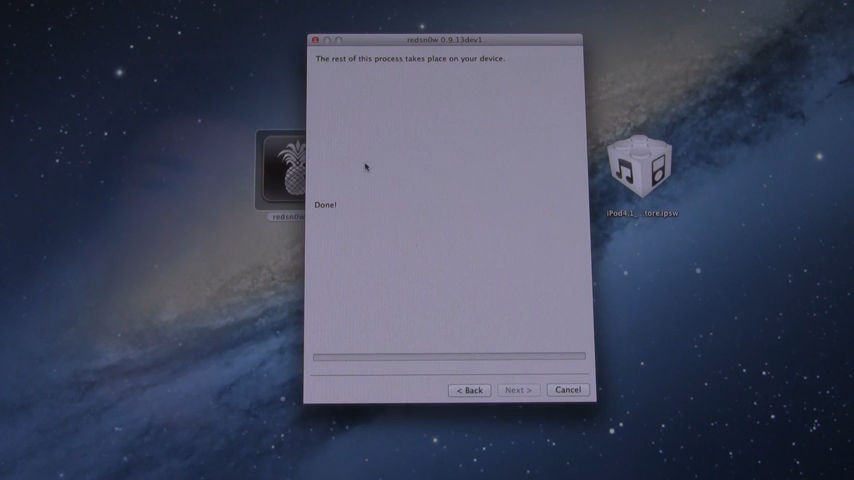 redsn0w 0.9.13dev1
The rest of this process takes place on your device.
Done!
redsn0w
iPod4,1_...tore.ipsw
< Back
Next >
Cancel